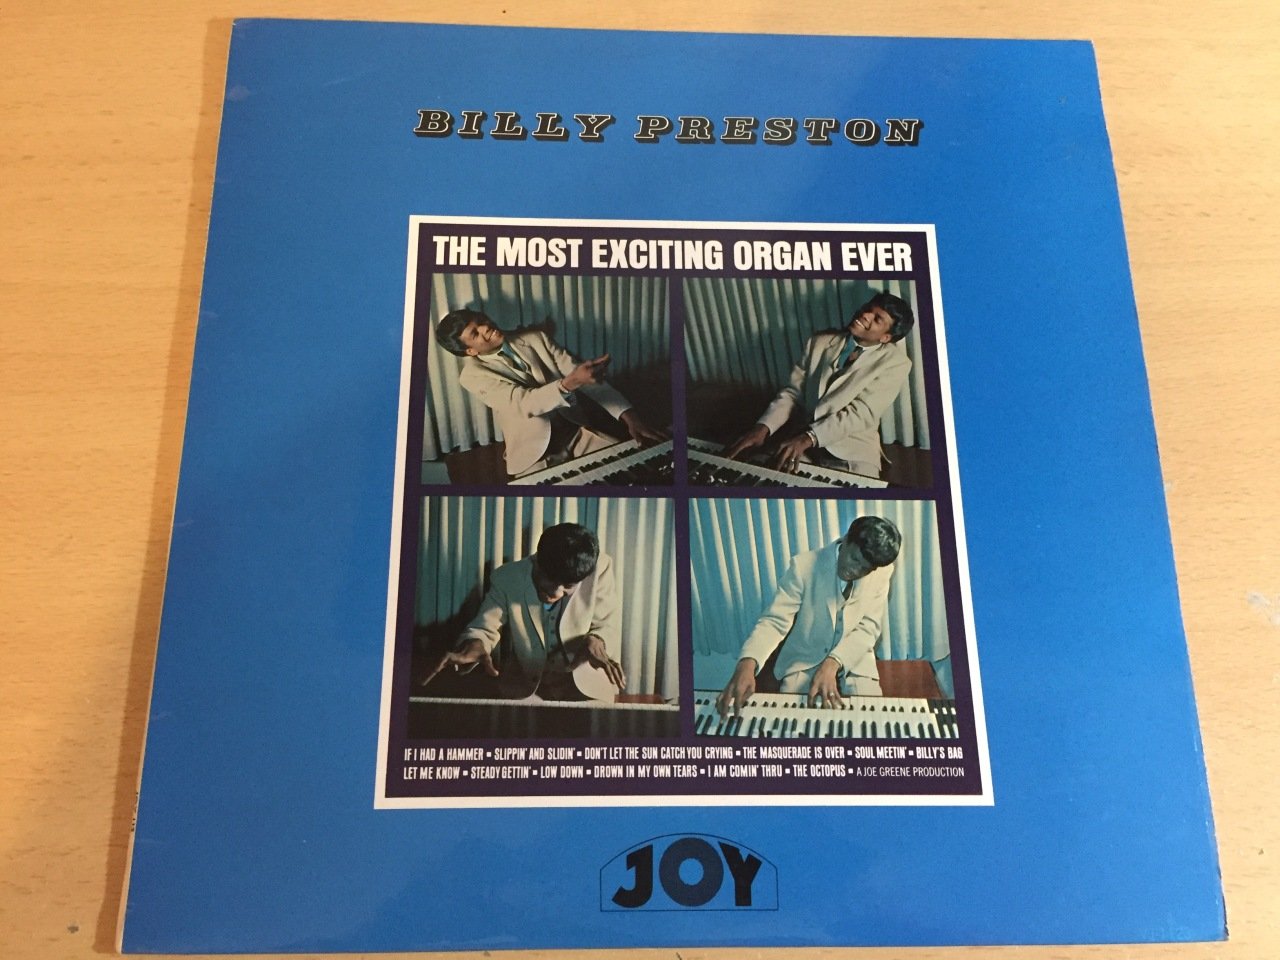 BILLY PRESTON
THE MOST EXCITING ORGAN EVER
IF I HAD A HAMMER • SLIPPIN' AND SLIDIN' • DON'T LET THE SUN CATCH YOU CRYING • THE MASQUERADE IS OVER • SOUL MEETIN' • BILLY'S BAG
LET ME KNOW • STEADY GETTIN' • LOW DOWN • DROWN IN MY OWN TEARS • I AM COMIN' THRU • THE OCTOPUS • A JOE GREENE PRODUCTION
JOY